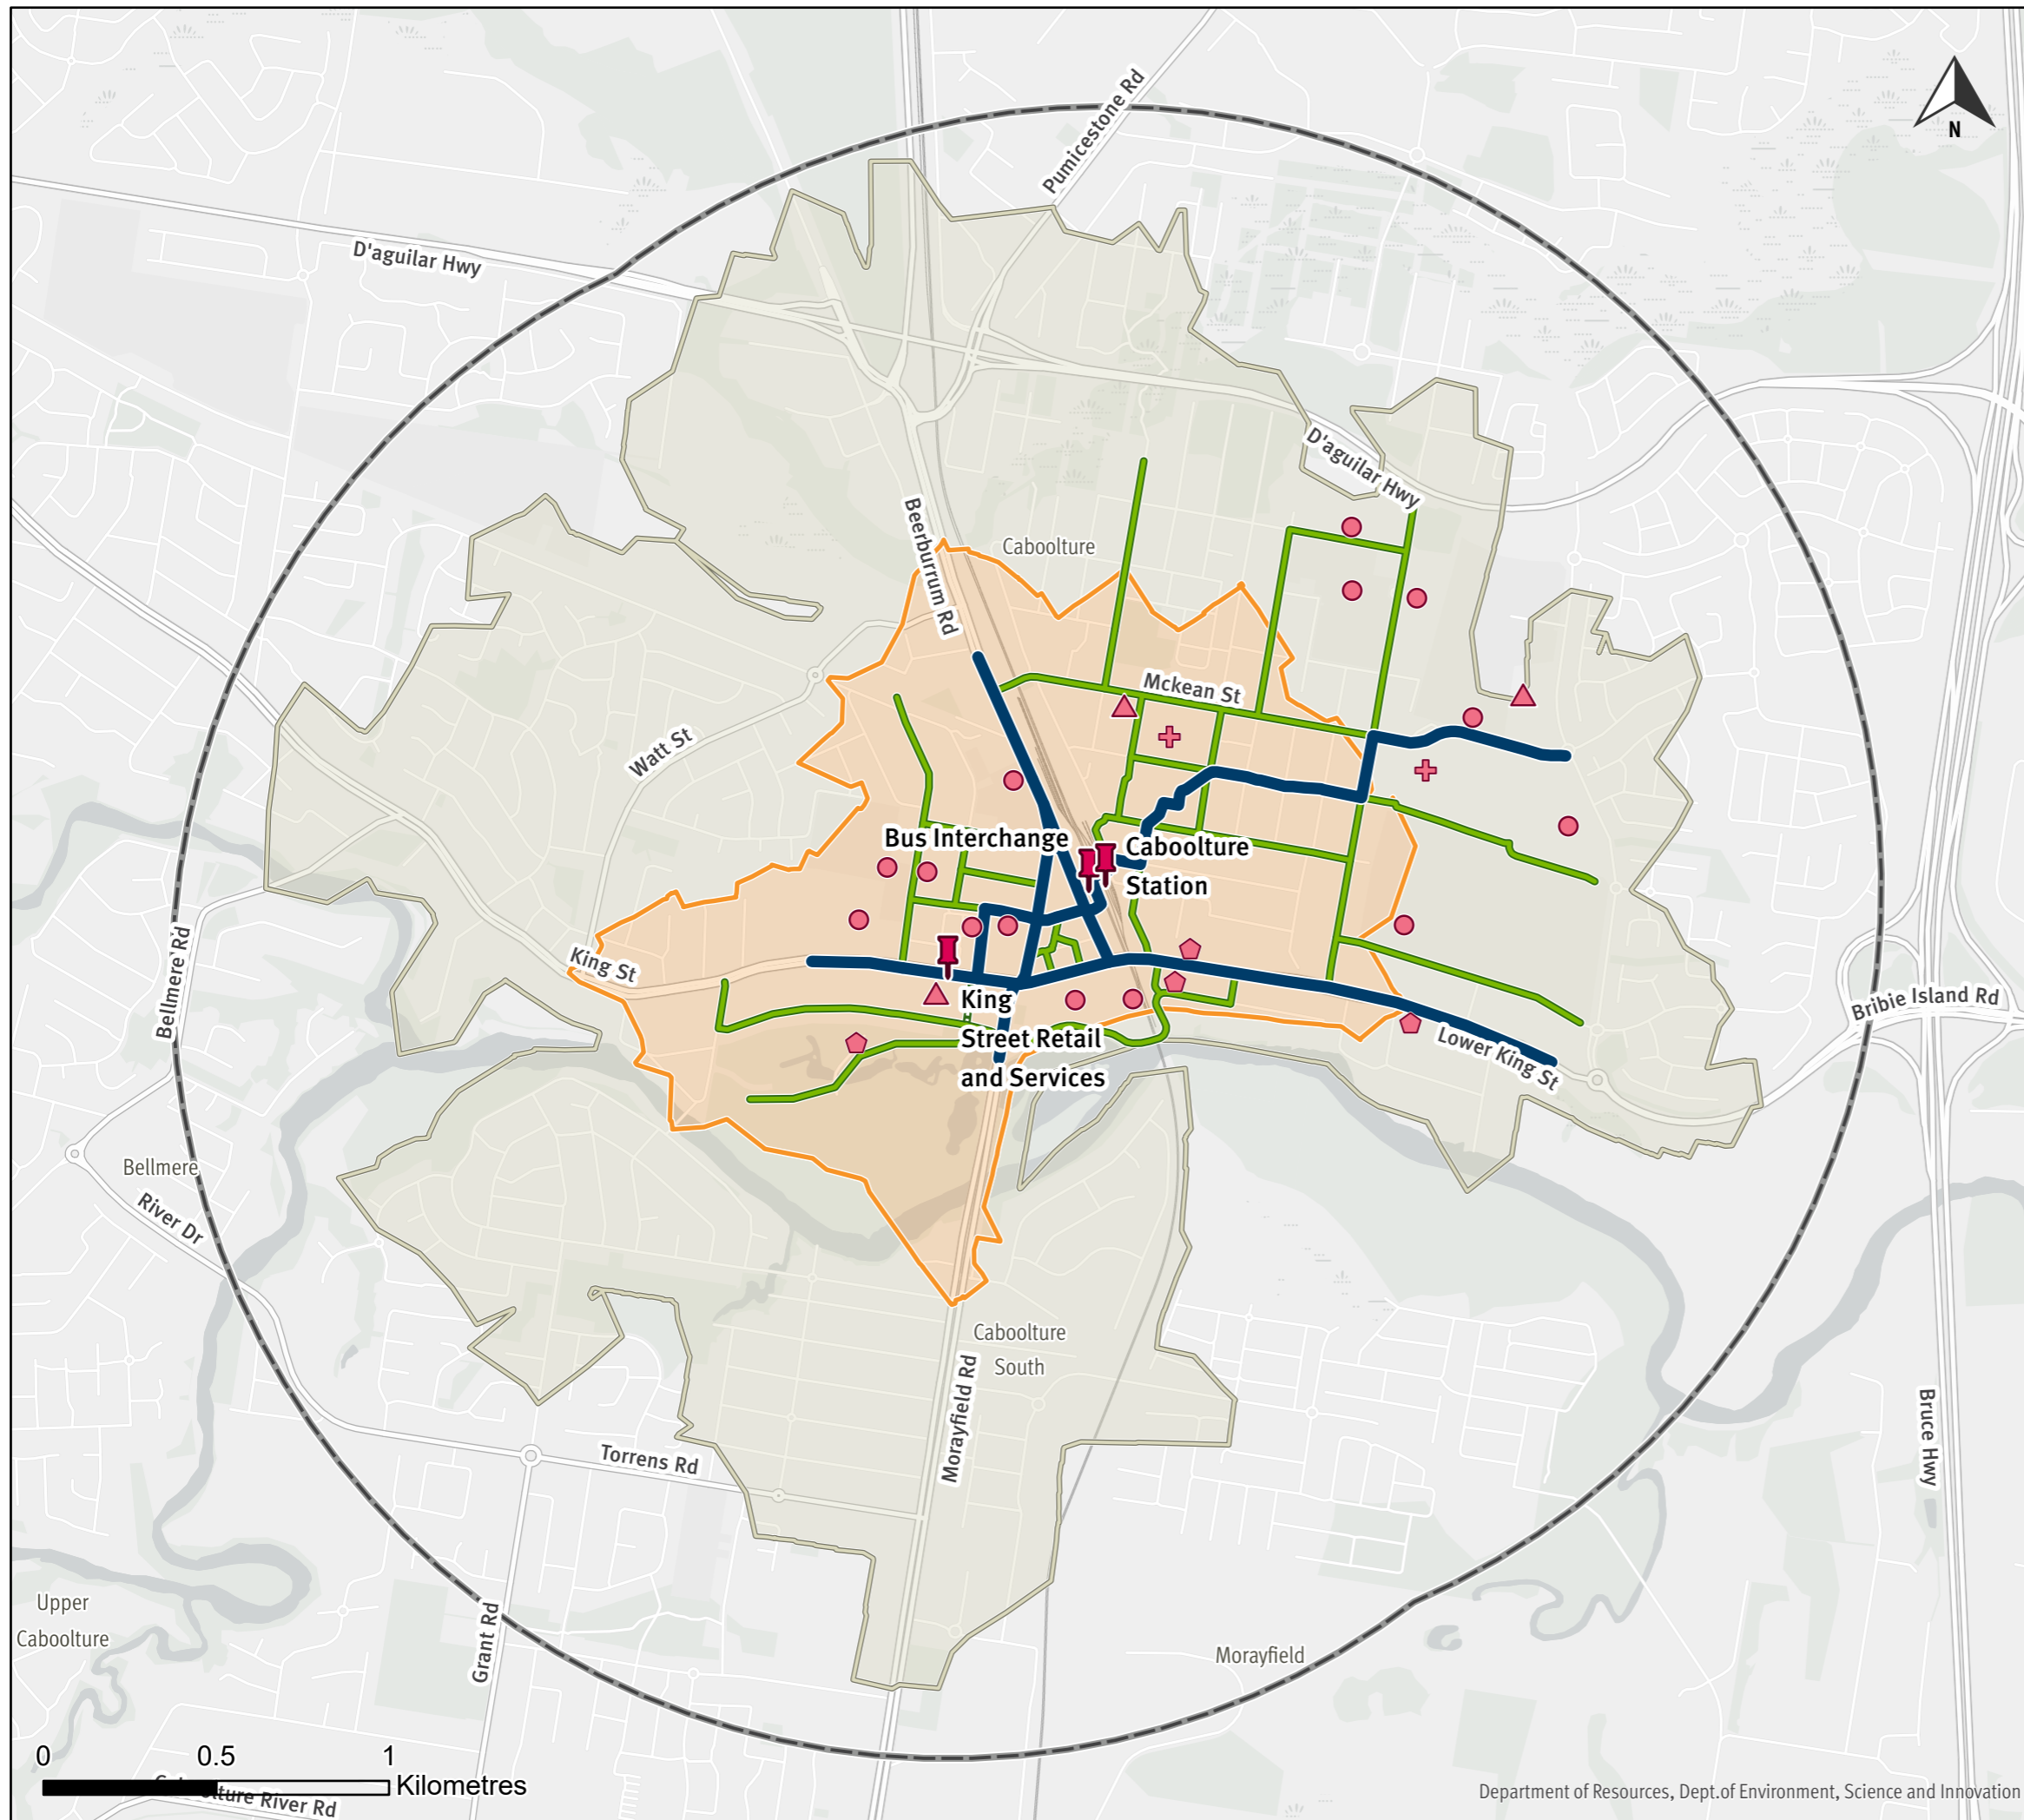 Pumicestone Rd
N
D'aguilar Hwy
D'aguilar Hwy
Beerburrum Rd
Caboolture
Mckean St
Watt St
Bus Interchange
Caboolture
Station
King St
Bellmere Rd
King
Street Retail
and Services
Bribie Island Rd
Lower King St
Bellmere
River Dr
Caboolture
South
Morayfield Rd
Bruce Hwy
Torrens Rd
Upper
Caboolture
Grant Rd
Morayfield
0 0.5 1
Kilometres
Caboolture River Rd
Department of Resources, Dept.of Environment, Science and Innovation